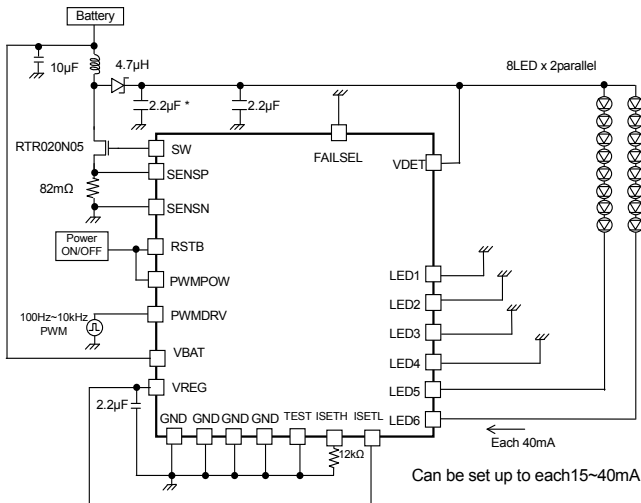 Battery
10µF
4.7µH
8LED x 2parallel
2.2µF *
2.2µF
RTR020N05
SW
FAILSEL
VDET
SENSP
82mΩ
SENSN
Power
ON/OFF
RSTB
PWMPOW
LED1
LED2
100Hz~10kHz
PWM
PWMDRV
LED3
VBAT
LED4
VREG
LED5
2.2µF
GND GND GND GND TEST ISETH ISETL
LED6
Each 40mA
12kΩ
Can be set up to each15~40mA